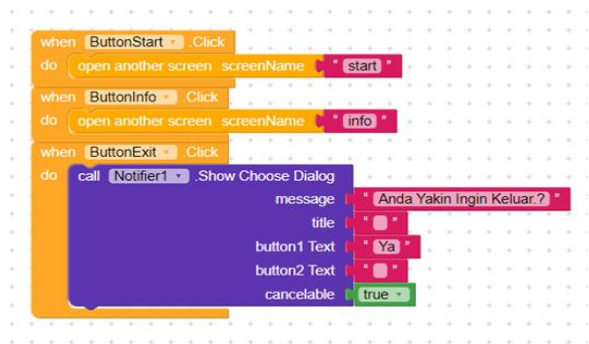 when ButtonStart .Click
do open another screen screenName " start "
when ButtonInfo .Click
do open another screen screenName " info "
when ButtonExit .Click
do call Notifier1 .Show Choose Dialog
message " Anda Yakin Ingin Keluar.? "
title " "
button1 Text " Ya "
button2 Text " "
cancelable true